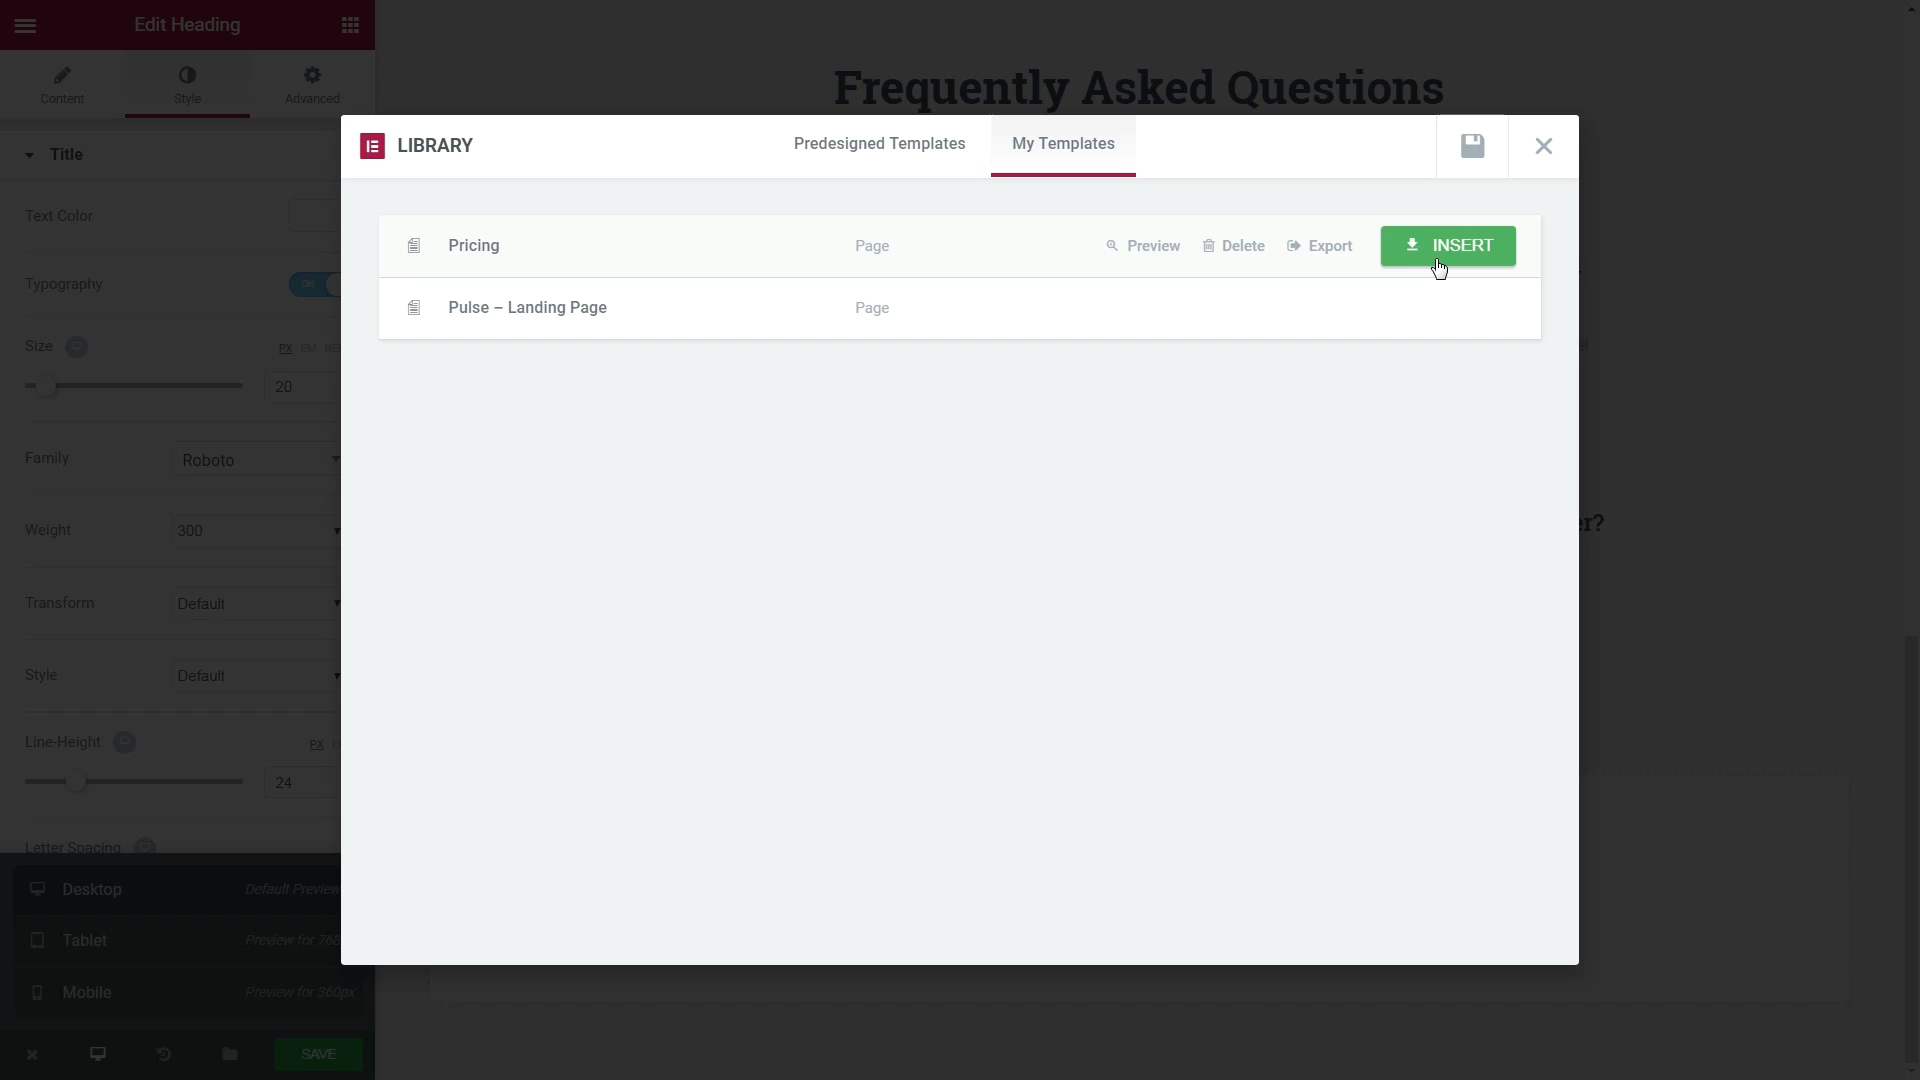 Edit Heading
Content
Style
Advanced
Title
Text Color
Typography
ON
Size
PX EM
20
Family
Roboto
Weight
300
Transform
Default
Style
Default
Line-Height
PX
24
Letter Spacing
Desktop
Default Preview
Tablet
Preview for 768
Mobile
Preview for 360px
SAVE
Frequently Asked Questions
LIBRARY
Predesigned Templates
My Templates
Pricing
Page
Preview
Delete
Export
INSERT
Pulse – Landing Page
Page
er?